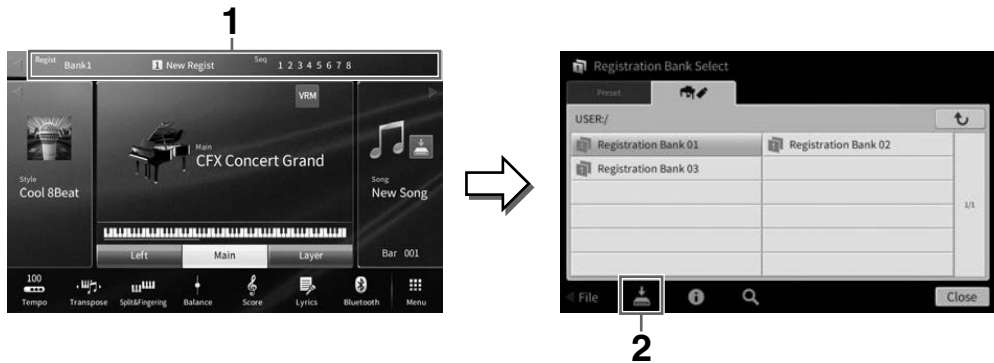 1
Regist Bank1 1 New Regist Seq 1 2 3 4 5 6 7 8
VRM
Main
CFX Concert Grand
Style
Cool 8Beat
Song
New Song
Left Main Layer Bar 001
100
Tempo Transpose Split&Fingering Balance Score Lyrics Bluetooth Menu
Registration Bank Select
Preset
USER:/
Registration Bank 01 Registration Bank 02
Registration Bank 03
1/1
File Close
2